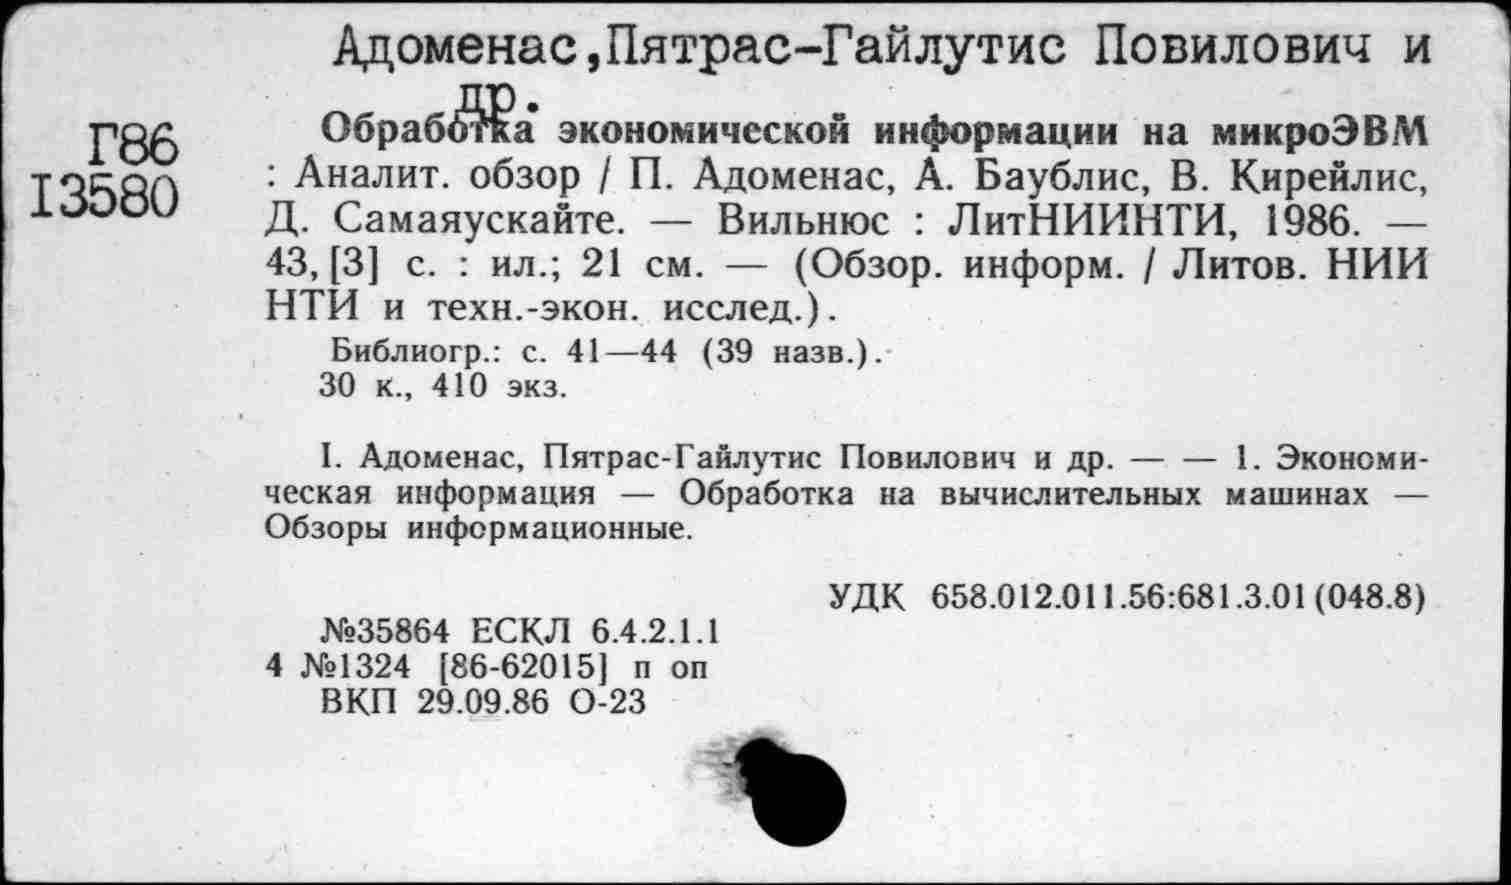 Адоменас,Пятрас-Гайлутис Повилович и
др.
Г86
I3580
Обработка экономической информации на микроЭВМ
: Аналит. обзор / П. Адоменас, А. Баублис, В. Кирейлис,
Д. Самаяускайте. — Вильнюс : ЛитНИИНТИ, 1986. —
43, [3] с. : ил.; 21 см. — (Обзор. информ. / Литов. НИИ
НТИ и техн.-экон. исслед.).
Библиогр.: с. 41—44 (39 назв.).
30 к., 410 экз.
I. Адоменас, Пятрас-Гайлутис Повилович и др. — — 1. Экономи-
ческая информация — Обработка на вычислительных машинах —
Обзоры информационные.
УДК 658.012.011.56:681.3.01(048.8)
№35864 ЕСКЛ 6.4.2.1.1
4 №1324 [86-62015] п оп
ВКП 29.09.86 О-23